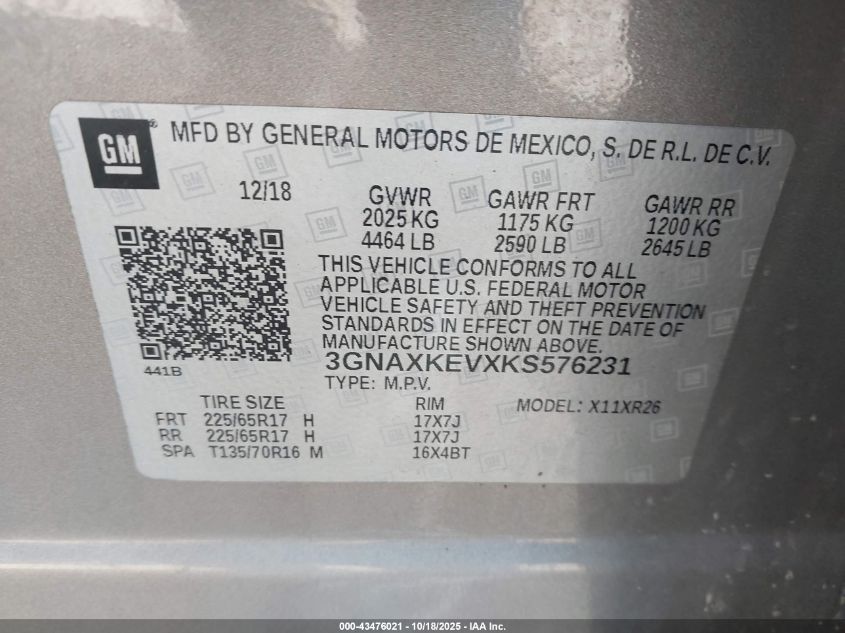 GM® MFD BY GENERAL MOTORS DE MEXICO, S. DE R.L. DE C.V.
12/18 GVWR GAWR FRT GAWR RR
2025 KG 1175 KG 1200 KG
4464 LB 2590 LB 2645 LB
THIS VEHICLE CONFORMS TO ALL
APPLICABLE U.S. FEDERAL MOTOR
VEHICLE SAFETY AND THEFT PREVENTION
STANDARDS IN EFFECT ON THE DATE OF
MANUFACTURE SHOWN ABOVE.
441B 3GNAXKEVXKS576231
TYPE: M.P.V.
TIRE SIZE RIM MODEL: X11XR26
FRT 225/65R17 H 17X7J
RR 225/65R17 H 17X7J
SPA T135/70R16 M 16X4BT
000-43476021 - 10/18/2025 - IAA Inc.